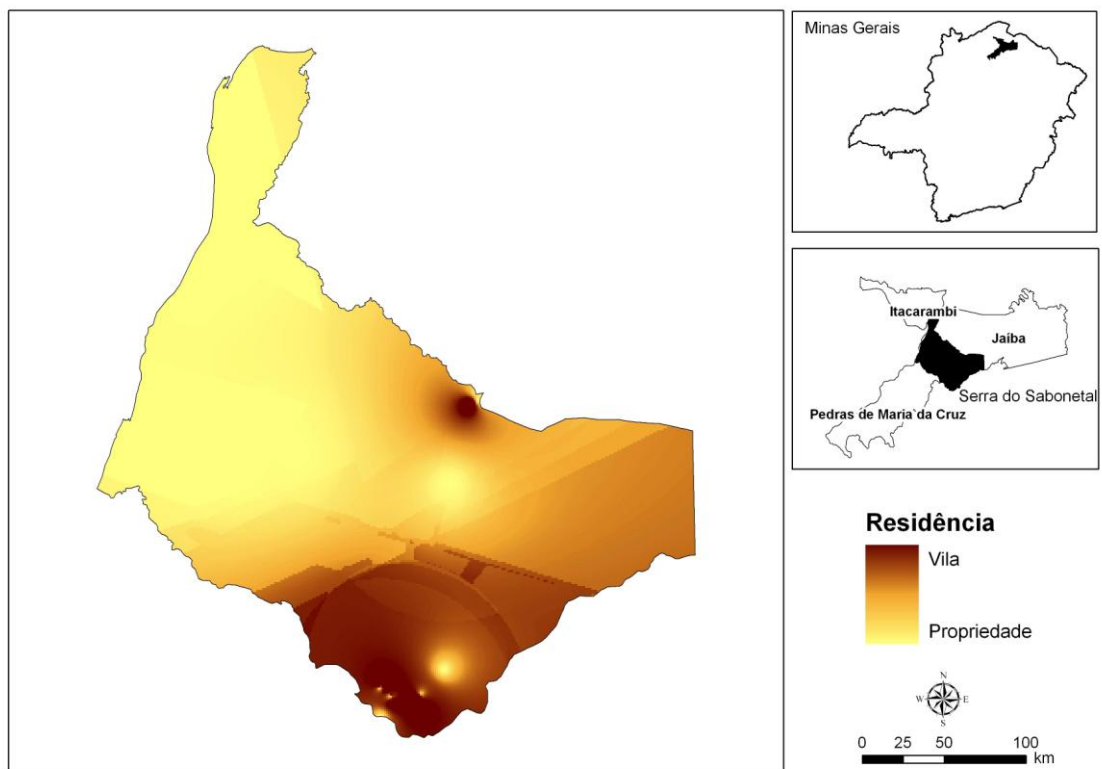 Minas Gerais
Itacarambi
Jaíba
Serra do Sabonetal
Pedras de Maria`da Cruz
Residência
Vila
Propriedade
N
W E
S
0 25 50 100
km